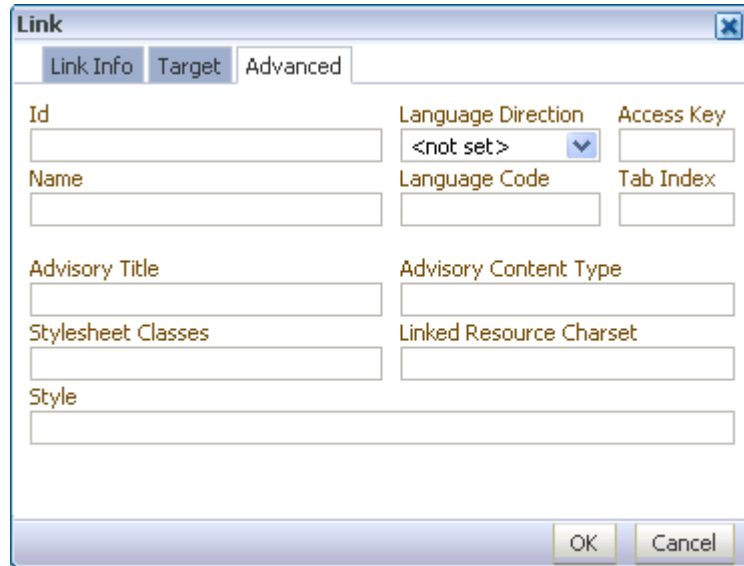 Link
Link Info Target Advanced
Id Language Direction Access Key
<not set>
Name Language Code Tab Index
Advisory Title Advisory Content Type
Stylesheet Classes Linked Resource Charset
Style
OK Cancel